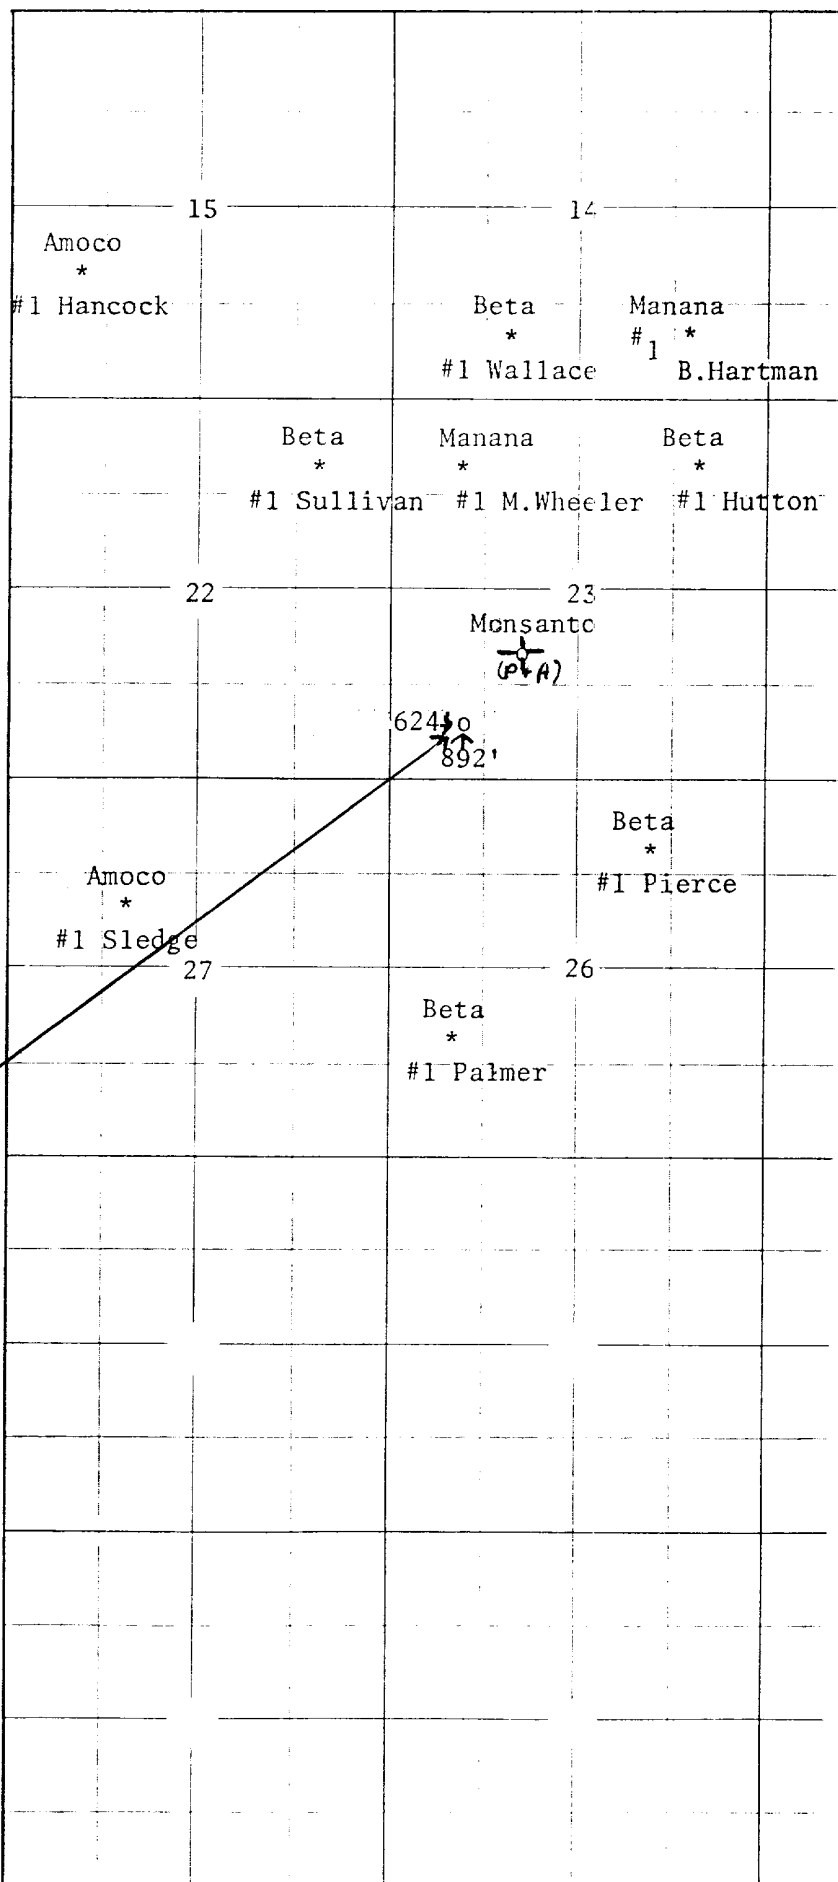 15 14
Amoco
*
#1 Hancock
Beta
*
#1 Wallace
Manana
#1 *
B.Hartman
Beta
*
#1 Sullivan
Manana
*
#1 M.Wheeler
Beta
*
#1 Hutton
22 23
Monsanto
(P+A)
624' o
892'
Beta
*
#1 Pierce
Amoco
*
#1 Sledge
27 26
Beta
*
#1 Palmer